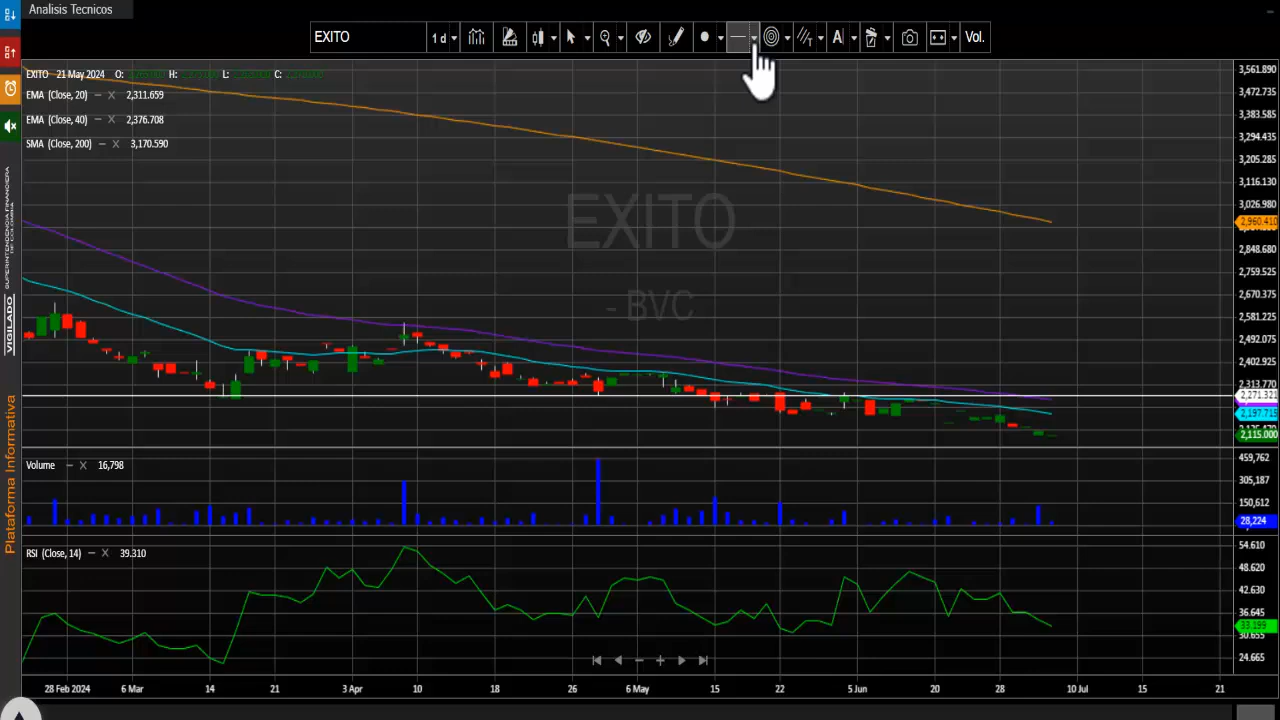 Analisis Tecnicos
EXITO
1 d
A
Vol.
EXITO 21 May 2024 O: H: L: C:
EMA (Close, 20) — X 2,311.659
EMA (Close, 40) — X 2,376.708
SMA (Close, 200) — X 3,170.590
EXITO
- BVC
3,561.890
3,472.735
3,383.585
3,294.435
3,205.285
3,116.130
3,026.980
2,960.410
2,848.680
2,759.525
2,670.375
2,581.225
2,492.075
2,402.925
2,313.770
2,271.321
2,197.715
2,115.000
Volume — X 16,798
459,762
305,187
150,612
28,224
RSI (Close, 14) — X 39.310
54.610
48.620
42.630
36.645
33.199
30.655
24.665
28 Feb 2024 6 Mar 14 21 3 Apr 10 18 26 6 May 15 22 5 Jun 20 28 10 Jul 15 21
VIGILADO
SUPERINTENDENCIA FINANCIERA
DE COLOMBIA
Plataforma Informativa